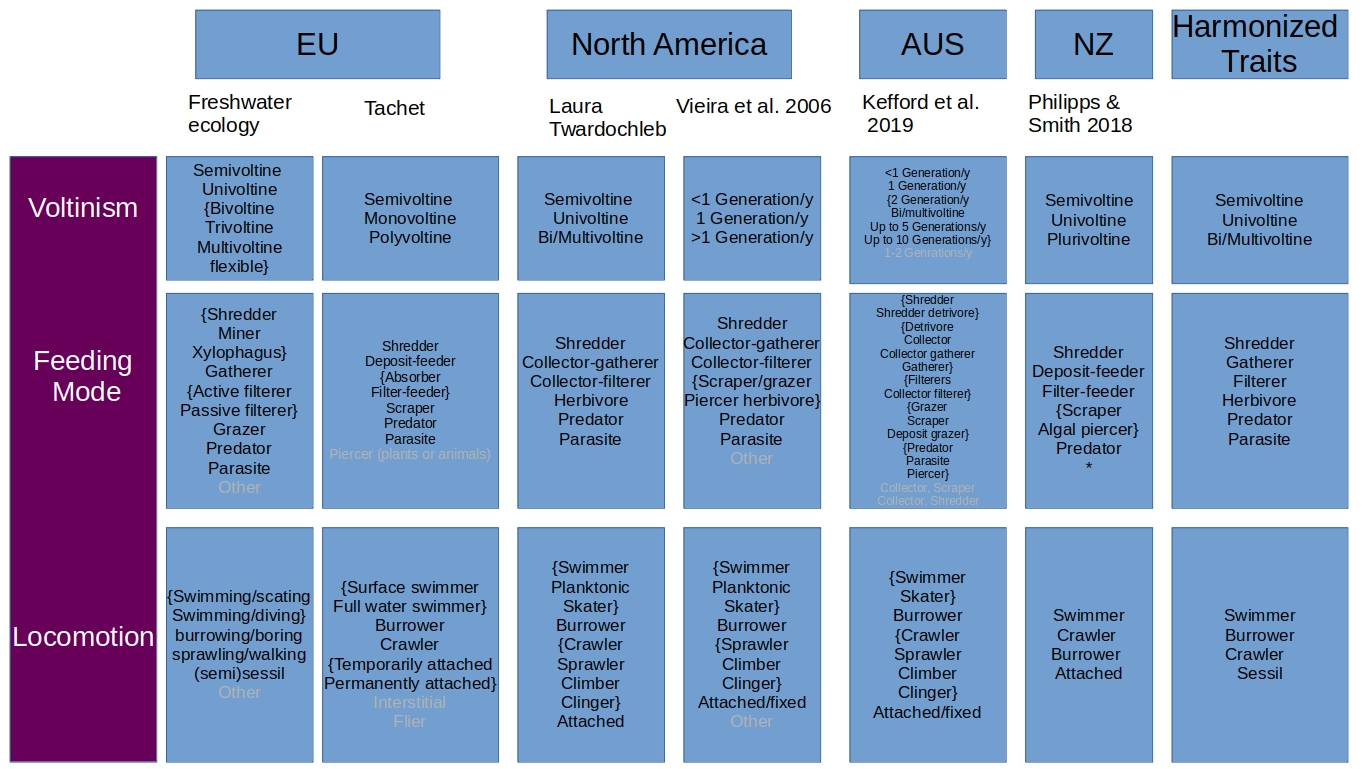 EU
North America
AUS
NZ
Harmonized
Traits
Freshwater
ecology
Tachet
Laura
Twardochleb
Vieira et al. 2006
Kefford et al.
2019
Philipps &
Smith 2018
Voltinism
Semivoltine
Univoltine
{Bivoltine
Trivoltine
Multivoltine
flexible}
Semivoltine
Monovoltine
Polyvoltine
Semivoltine
Univoltine
Bi/Multivoltine
<1 Generation/y
1 Generation/y
>1 Generation/y
<1 Generation/y
1 Generation/y
{2 Generation/y
Bi/multivoltine
Up to 5 Generations/y
Up to 10 Generations/y}
1-2 Genrations/y
Semivoltine
Univoltine
Plurivoltine
Semivoltine
Univoltine
Bi/Multivoltine
Feeding
Mode
{Shredder
Miner
Xylophagus}
Gatherer
{Active filterer
Passive filterer}
Grazer
Predator
Parasite
Other
Shredder
Deposit-feeder
{Absorber
Filter-feeder}
Scraper
Predator
Parasite
Piercer (plants or animals)
Shredder
Collector-gatherer
Collector-filterer
Herbivore
Predator
Parasite
Shredder
Collector-gatherer
Collector-filterer
{Scraper/grazer
Piercer herbivore}
Predator
Parasite
Other
{Shredder
Shredder detrivore}
{Detrivore
Collector
Collector gatherer
Gatherer}
{Filterers
Collector filterer}
{Grazer
Scraper
Deposit grazer}
{Predator
Parasite
Piercer}
Collector, Scraper
Collector, Shredder
Shredder
Deposit-feeder
Filter-feeder
{Scraper
Algal piercer}
Predator
*
Shredder
Gatherer
Filterer
Herbivore
Predator
Parasite
Locomotion
{Swimming/scating
Swimming/diving}
burrowing/boring
sprawling/walking
(semi)sessil
Other
{Surface swimmer
Full water swimmer}
Burrower
Crawler
{Temporarily attached
Permanently attached}
Interstitial
Flier
{Swimmer
Planktonic
Skater}
Burrower
{Crawler
Sprawler
Climber
Clinger}
Attached
{Swimmer
Planktonic
Skater}
Burrower
{Sprawler
Climber
Clinger}
Attached/fixed
Other
{Swimmer
Skater}
Burrower
{Crawler
Sprawler
Climber
Clinger}
Attached/fixed
Swimmer
Crawler
Burrower
Attached
Swimmer
Burrower
Crawler
Sessil